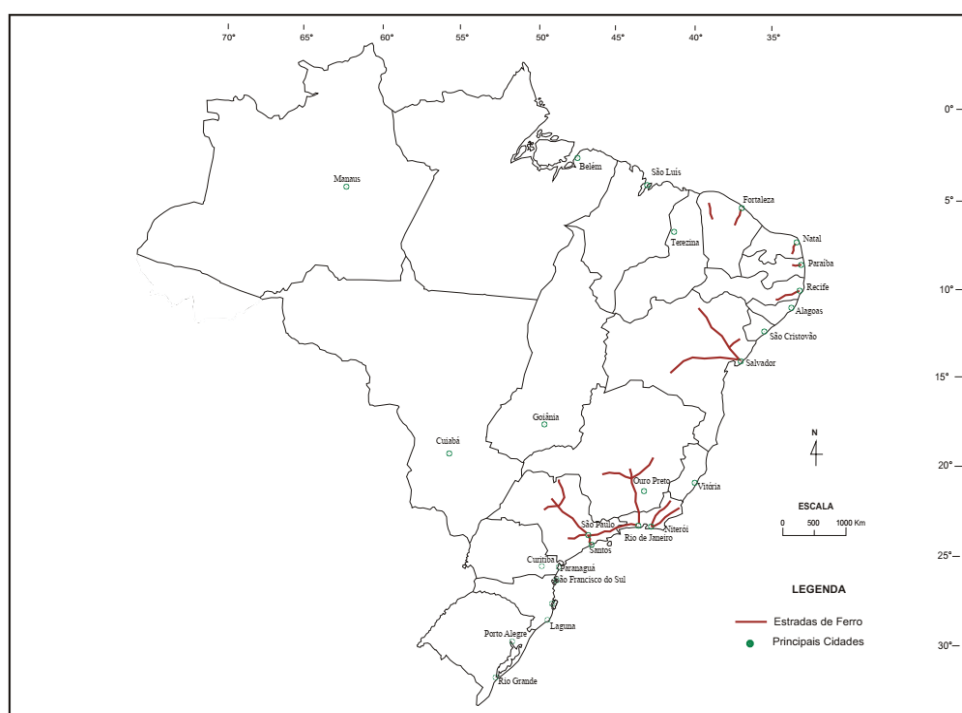 70° 65° 60° 55° 50° 45° 40° 35°
0°
5°
10°
15°
20°
25°
30°
Manaus
Belém
São Luis
Fortaleza
Terezina
Natal
Paraíba
Recife
Alagoas
São Cristovão
Salvador
Goiânia
Cuiabá
Ouro Preto
Vitória
São Paulo
Niterói
Rio de Janeiro
Santos
Curitiba
Paranaguá
São Francisco do Sul
Laguna
Porto Alegre
Rio Grande
N
ESCALA
0 500 1000 Km
LEGENDA
Estradas de Ferro
Principais Cidades